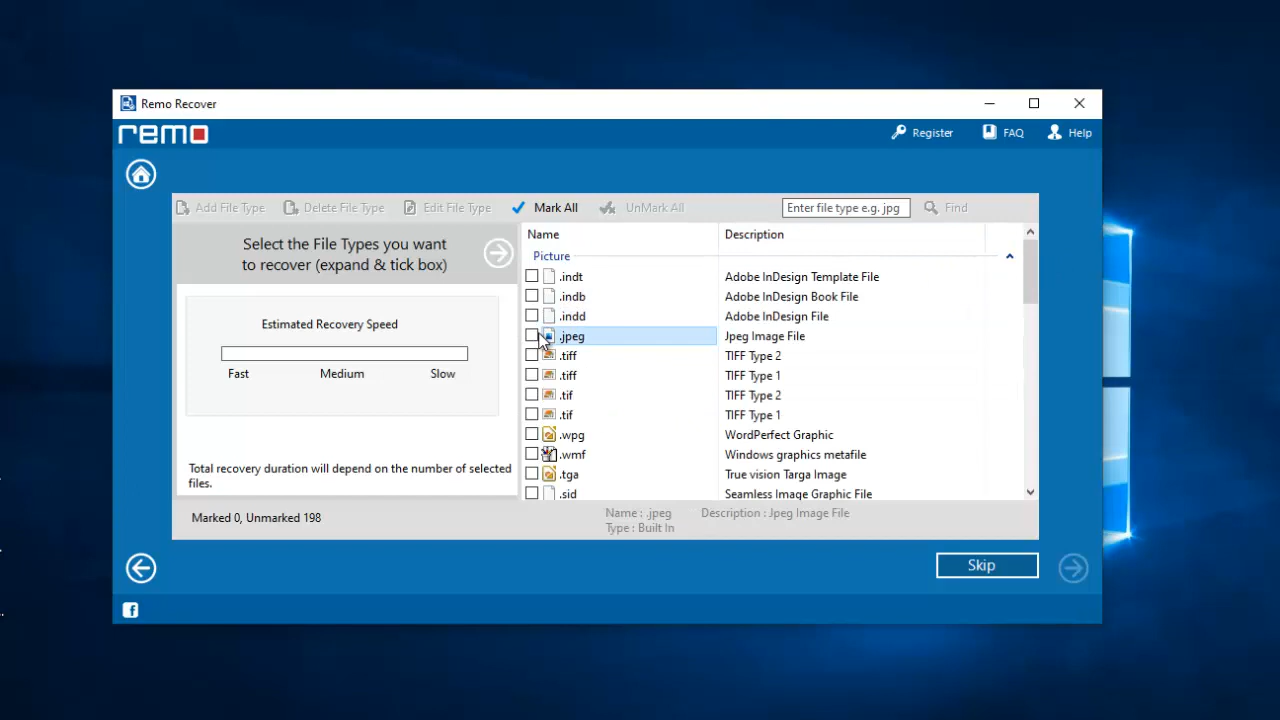 Remo Recover
remo
Register FAQ Help
Add File Type Delete File Type Edit File Type Mark All UnMark All Enter file type e.g. jpg Find
Select the File Types you want
to recover (expand & tick box)
Estimated Recovery Speed
Fast Medium Slow
Total recovery duration will depend on the number of selected
files.
Name Description
Picture
.indt Adobe InDesign Template File
.indb Adobe InDesign Book File
.indd Adobe InDesign File
.jpeg Jpeg Image File
.tiff TIFF Type 2
.tiff TIFF Type 1
.tif TIFF Type 2
.tif TIFF Type 1
.wpg WordPerfect Graphic
.wmf Windows graphics metafile
.tga True vision Targa Image
.sid Seamless Image Graphic File
Marked 0, Unmarked 198
Name : .jpeg Description : Jpeg Image File
Type : Built In
Skip
f